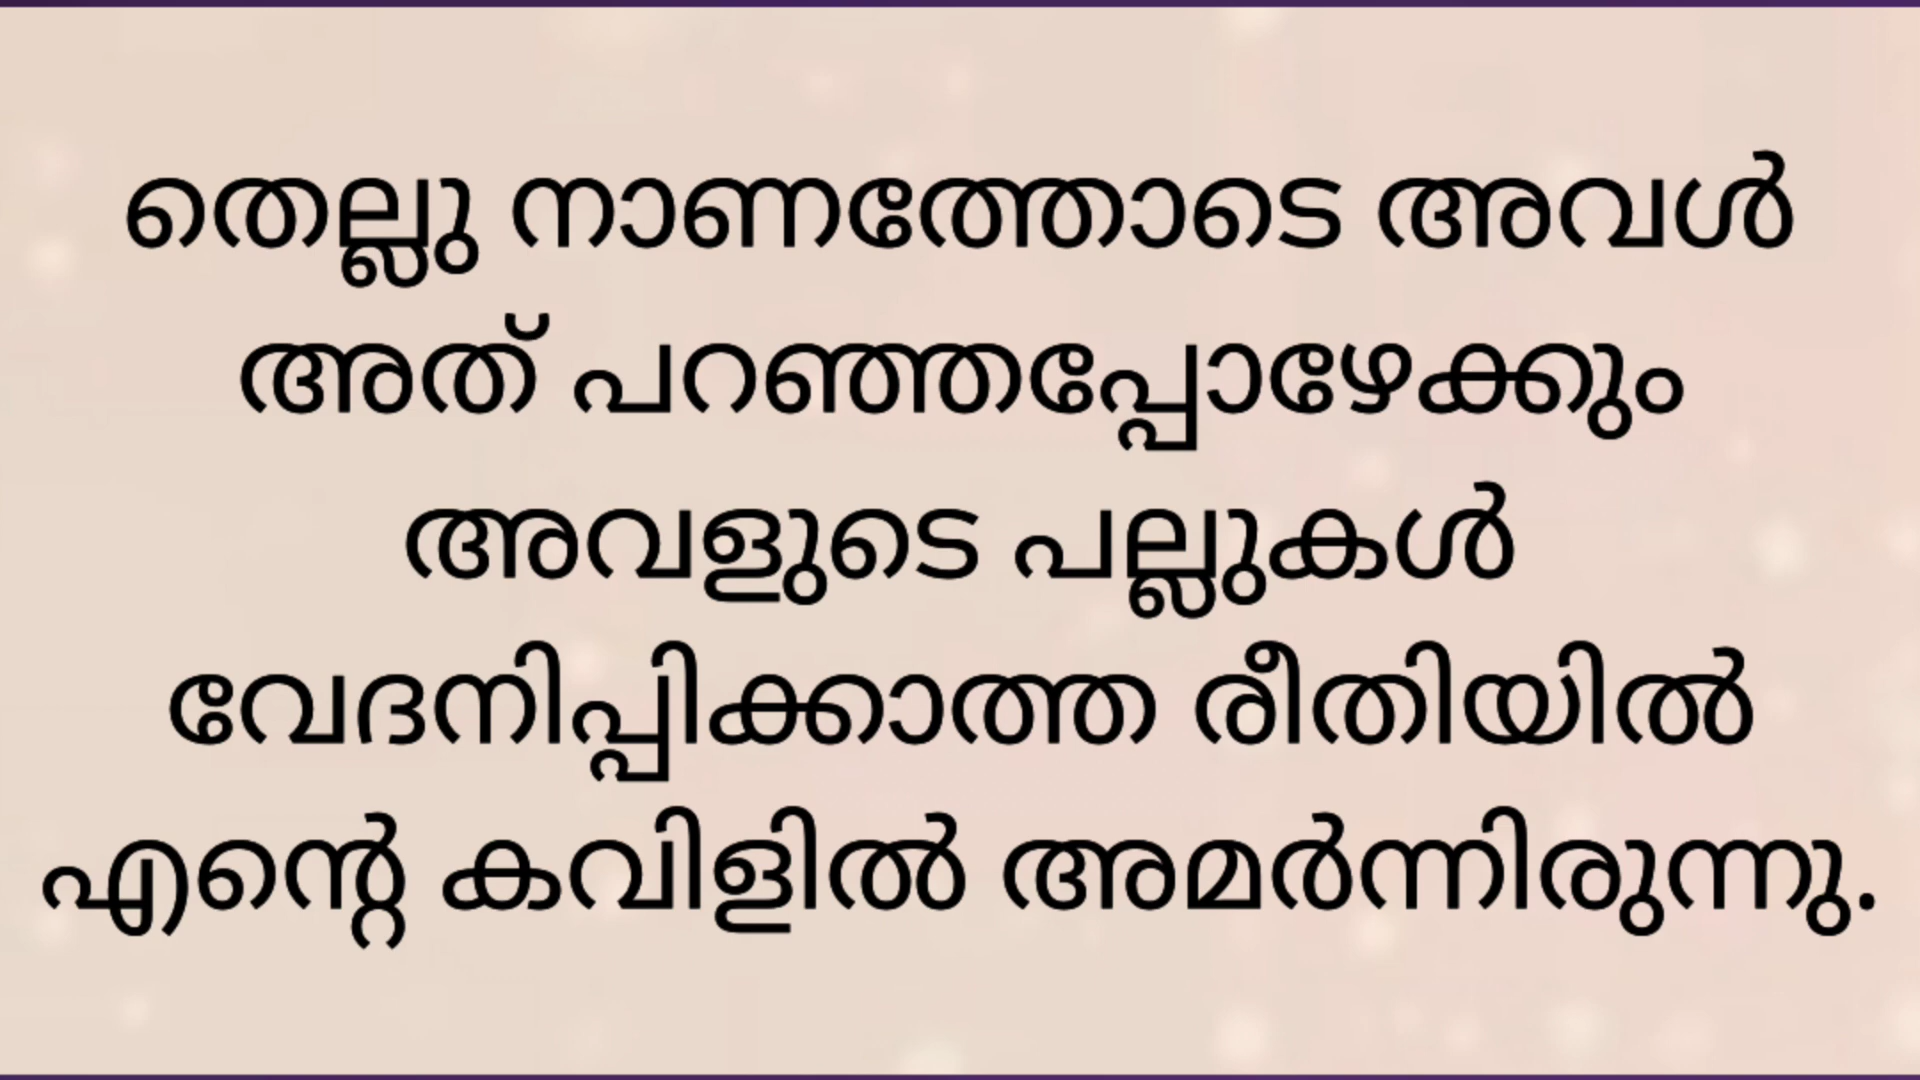 തെല്ലു നാണത്തോടെ അവൾ
അത് പറഞ്ഞപ്പോഴേക്കും
അവളുടെ പല്ലുകൾ
വേദനിപ്പിക്കാത്ത രീതിയിൽ
എന്റെ കവിളിൽ അമർന്നിരുന്നു.